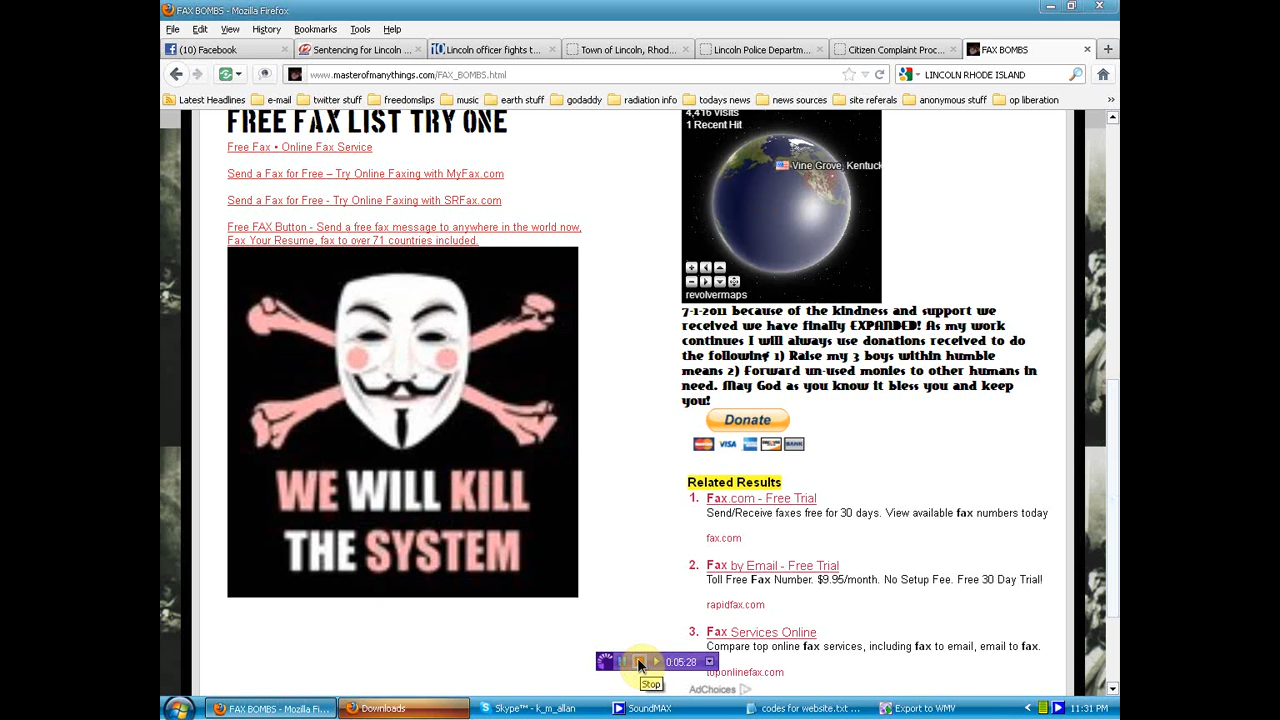 FAX BOMBS - Mozilla Firefox
File Edit View History Bookmarks Tools Help
(10) Facebook
Sentencing for Lincoln ...
Lincoln officer fights t...
Town of Lincoln, Rhod...
Lincoln Police Departm...
Citizen Complaint Proc...
FAX BOMBS
www.masterofmanythings.com/FAX_BOMBS.html
LINCOLN RHODE ISLAND
Latest Headlines e-mail twitter stuff freedomslips music earth stuff godaddy radiation info todays news news sources site referals anonymous stuff op liberation
FREE FAX LIST TRY ONE
Free Fax • Online Fax Service
Send a Fax for Free – Try Online Faxing with MyFax.com
Send a Fax for Free - Try Online Faxing with SRFax.com
Free FAX Button - Send a free fax message to anywhere in the world now,
Fax Your Resume, fax to over 71 countries included.
WE WILL KILL
THE SYSTEM
4,416 Visits
1 Recent Hit
Vine Grove, Kentuck
revolvermaps
7-1-2011 because of the kindness and support we
received we have finally EXPANDED! As my work
continues I will always use donations received to do
the following 1) Raise my 3 boys within humble
means 2) Forward un-used monies to other humans in
need. May God as you know it bless you and keep
you!
Donate
VISA
BANK
Related Results
1. Fax.com - Free Trial
Send/Receive faxes free for 30 days. View available fax numbers today
fax.com
2. Fax by Email - Free Trial
Toll Free Fax Number. $9.95/month. No Setup Fee. Free 30 Day Trial!
rapidfax.com
3. Fax Services Online
Compare top online fax services, including fax to email, email to fax.
toponlinefax.com
AdChoices
0:05:28
Stop
FAX BOMBS - Mozilla Fi...
Downloads
Skype™ - k_m_allan
SoundMAX
codes for website.txt ...
Export to WMV
11:31 PM